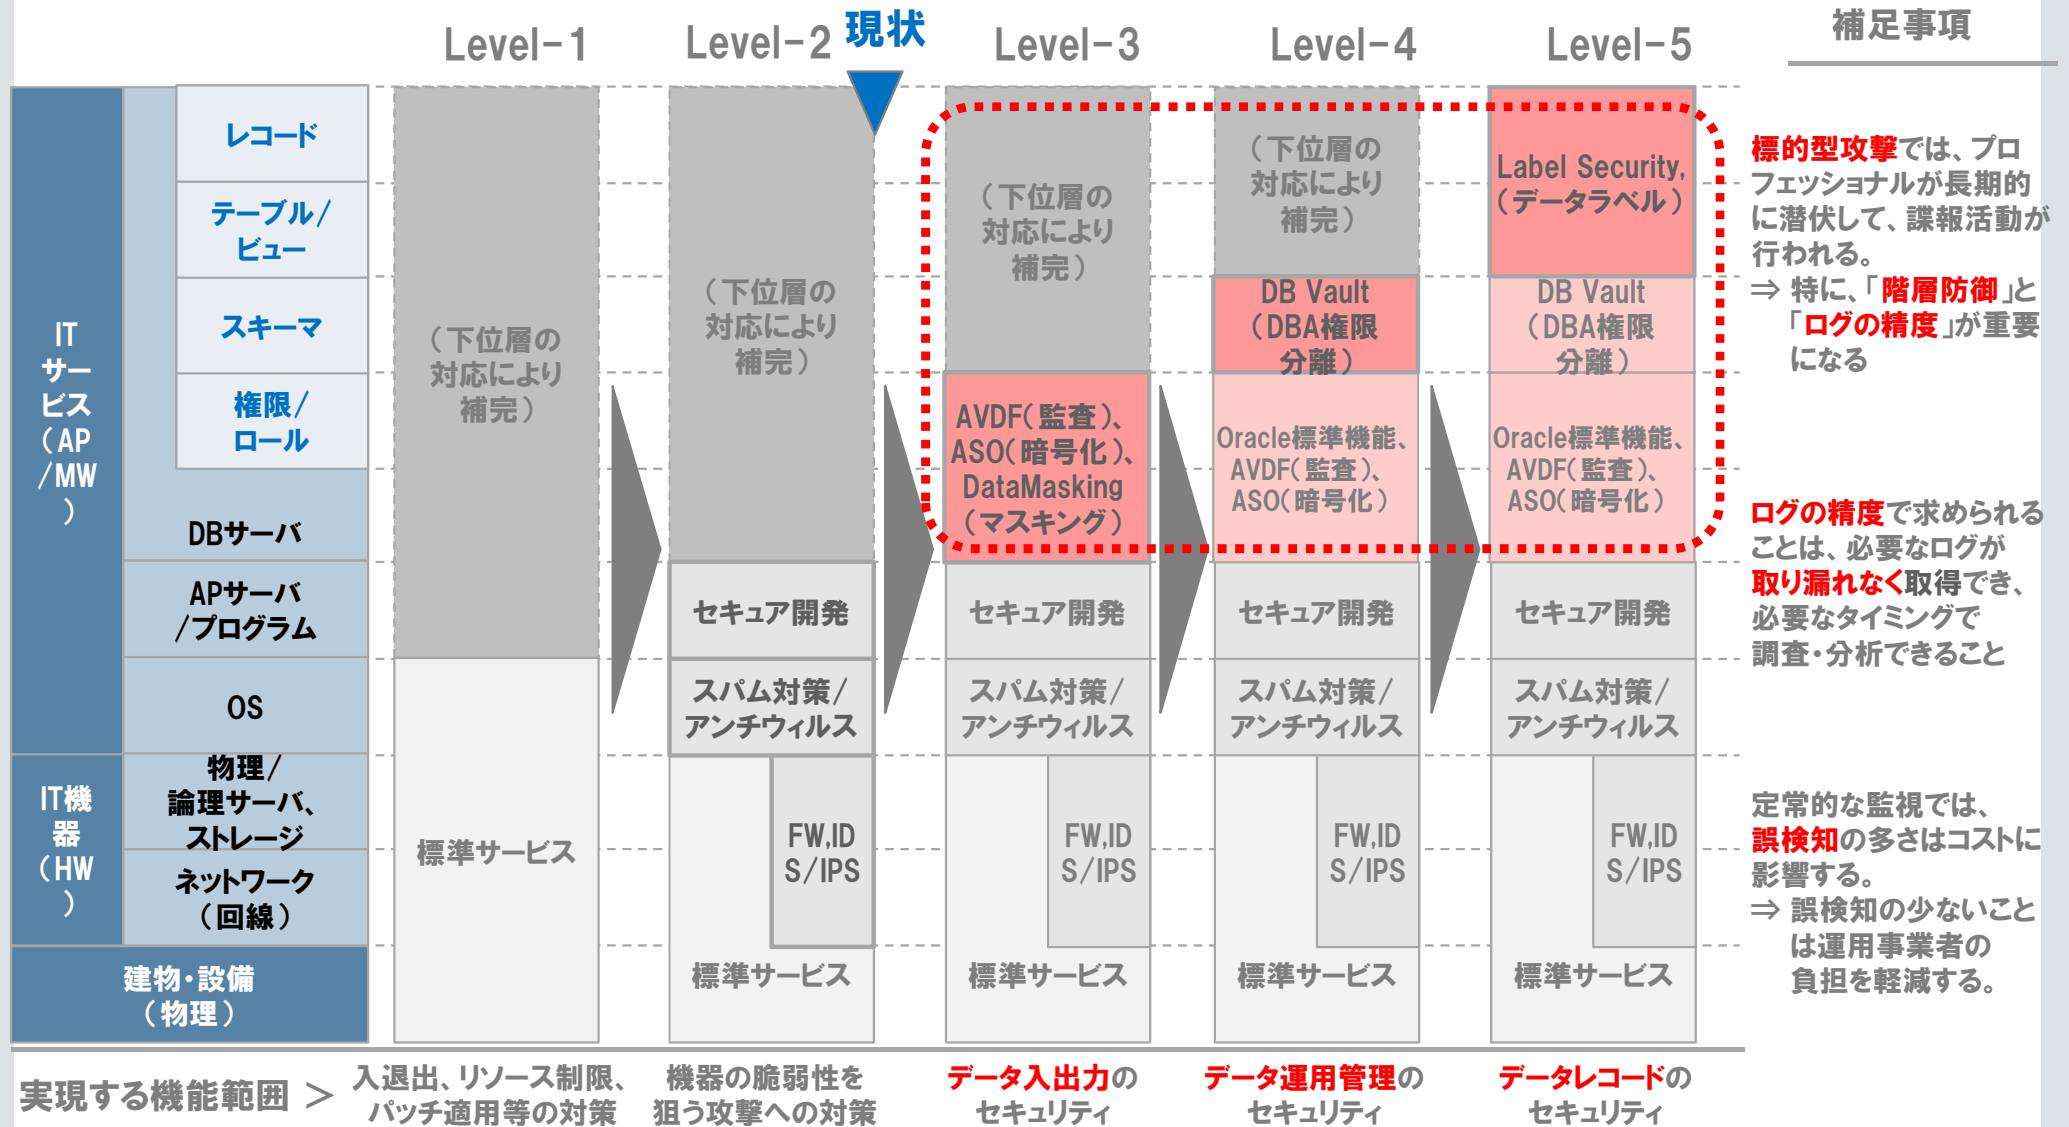 Level-1
Level-2
現状
Level-3
Level-4
Level-5
補足事項
IT
サー
ビス
（AP
/MW
）
レコード
テーブル/
ビュー
スキーマ
権限/
ロール
DBサーバ
APサーバ
/プログラム
OS
IT機
器
（HW
）
物理/
論理サーバ、
ストレージ
ネットワーク
（回線）
建物・設備
（物理）
（下位層の
対応により
補完）
標準サービス
（下位層の
対応により
補完）
セキュア開発
スパム対策/
アンチウィルス
FW,ID
S/IPS
標準サービス
（下位層の
対応により
補完）
AVDF(監査)、
ASO(暗号化)、
DataMasking
（マスキング）
セキュア開発
スパム対策/
アンチウィルス
FW,ID
S/IPS
標準サービス
（下位層の
対応により
補完）
DB Vault
（DBA権限
分離）
Oracle標準機能、
AVDF(監査)、
ASO(暗号化)
セキュア開発
スパム対策/
アンチウィルス
FW,ID
S/IPS
標準サービス
Label Security,
（データラベル）
DB Vault
（DBA権限
分離）
Oracle標準機能、
AVDF(監査)、
ASO(暗号化)
セキュア開発
スパム対策/
アンチウィルス
FW,ID
S/IPS
標準サービス
標的型攻撃では、プロ
フェッショナルが長期的
に潜伏して、諜報活動が
行われる。
⇒ 特に、「階層防御」と
「ログの精度」が重要
になる
ログの精度で求められる
ことは、必要なログが
取り漏れなく取得でき、
必要なタイミングで
調査・分析できること
定常的な監視では、
誤検知の多さはコストに
影響する。
⇒ 誤検知の少ないこと
は運用事業者の
負担を軽減する。
実現する機能範囲 ＞
入退出、リソース制限、
パッチ適用等の対策
機器の脆弱性を
狙う攻撃への対策
データ入出力の
セキュリティ
データ運用管理の
セキュリティ
データレコードの
セキュリティ